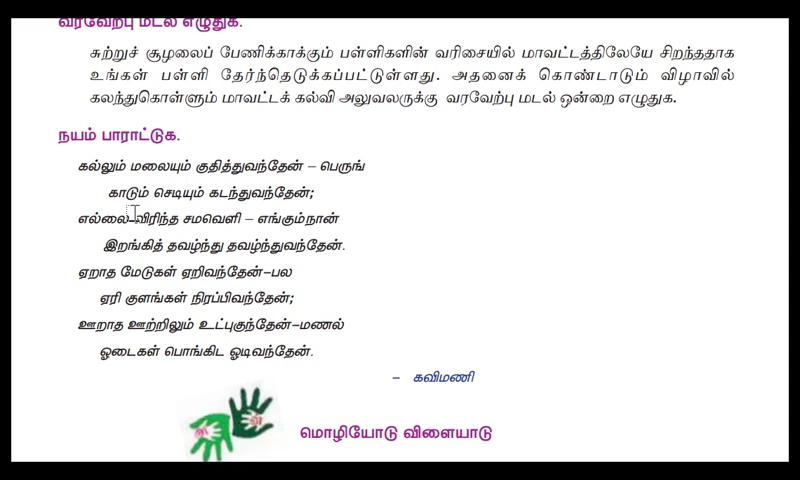 வரவேற்பு மடல் எழுதுக.
சுற்றுச் சூழலைப் பேணிக்காக்கும் பள்ளிகளின் வரிசையில் மாவட்டத்திலேயே சிறந்ததாக
உங்கள் பள்ளி தேர்ந்தெடுக்கப்பட்டுள்ளது. அதனைக் கொண்டாடும் விழாவில்
கலந்துகொள்ளும் மாவட்டக் கல்வி அலுவலருக்கு வரவேற்பு மடல் ஒன்றை எழுதுக.
நயம் பாராட்டுக.
கல்லும் மலையும் குதித்துவந்தேன் – பெருங்
காடும் செடியும் கடந்துவந்தேன்;
எல்லை விரிந்த சமவெளி – எங்கும்நான்
இறங்கித் தவழ்ந்து தவழ்ந்துவந்தேன்.
ஏறாத மேடுகள் ஏறிவந்தேன்–பல
ஏரி குளங்கள் நிரப்பிவந்தேன்;
ஊறாத ஊற்றிலும் உட்புகுந்தேன்–மணல்
ஓடைகள் பொங்கிட ஓடிவந்தேன்.
– கவிமணி
மொழியோடு விளையாடு